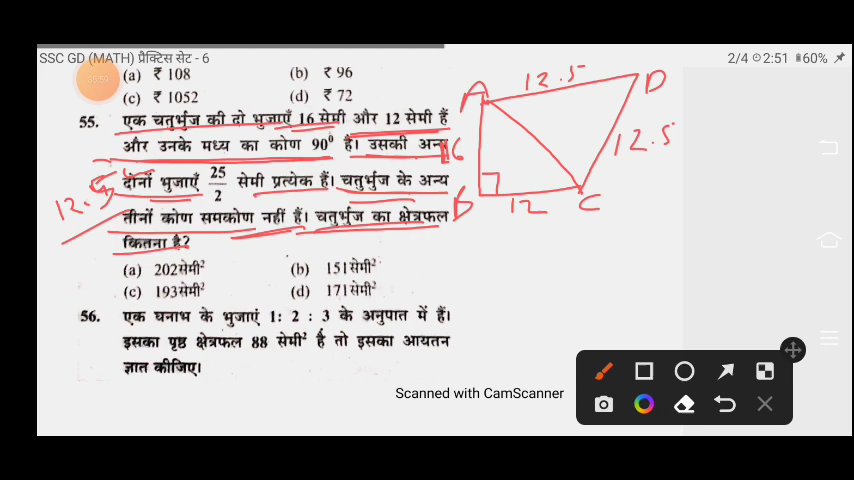 SSC GD (MATH) प्रैक्टिस सेट - 6
2/4 2:51 60%
(a) ₹ 108 (b) ₹ 96
(c) ₹ 1052 (d) ₹ 72
55. एक चतुर्भुज की दो भुजाएँ 16 सेमी और 12 सेमी हैं
और उनके मध्य का कोण 90⁰ है। उसकी अन्य
दोनों भुजाएँ 25/2 सेमी प्रत्येक हैं। चतुर्भुज के अन्य
तीनों कोण समकोण नहीं हैं। चतुर्भुज का क्षेत्रफल
कितना है?
(a) 202सेमी² (b) 151सेमी²
(c) 193सेमी² (d) 171सेमी²
56. एक घनाभ के भुजाएं 1: 2 : 3 के अनुपात में हैं।
इसका पृष्ठ क्षेत्रफल 88 सेमी² है तो इसका आयतन
ज्ञात कीजिए।
Scanned with CamScanner
12.5
A 12.5 D
16 12.5
B 12 C